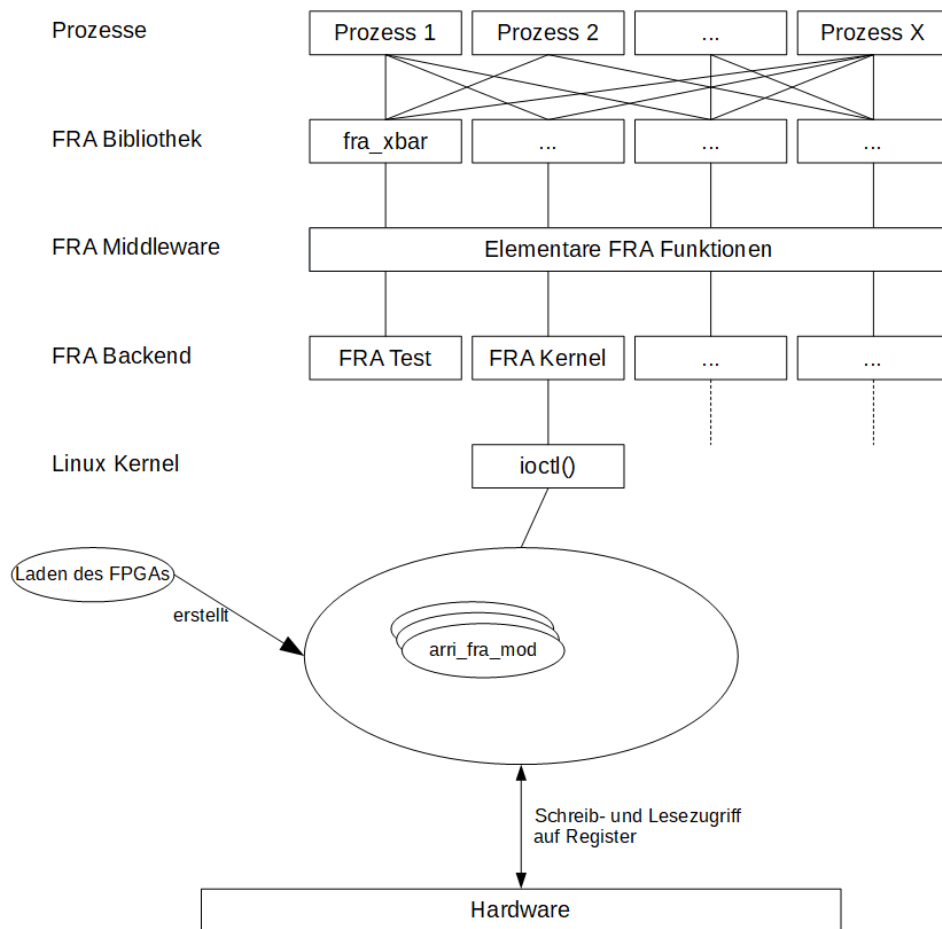 Prozesse
Prozess 1
Prozess 2
...
Prozess X
FRA Bibliothek
fra_xbar
...
...
...
FRA Middleware
Elementare FRA Funktionen
FRA Backend
FRA Test
FRA Kernel
...
...
Linux Kernel
ioctl()
Laden des FPGAs
erstellt
arri_fra_mod
Schreib- und Lesezugriff
auf Register
Hardware